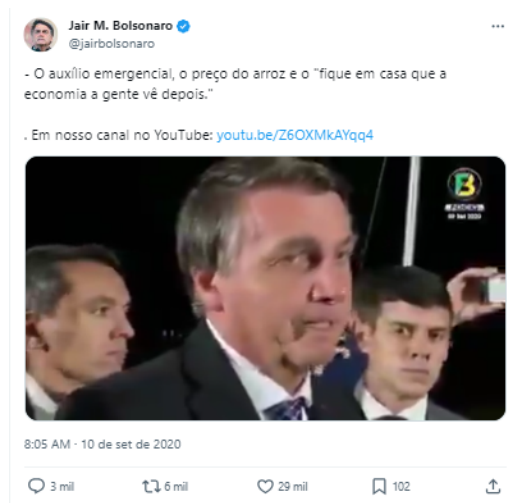 Jair M. Bolsonaro
@jairbolsonaro
- O auxílio emergencial, o preço do arroz e o "fique em casa que a
economia a gente vê depois."
. Em nosso canal no YouTube: youtu.be/Z6OXMkAYqq4
8:05 AM · 10 de set de 2020
3 mil
6 mil
29 mil
102